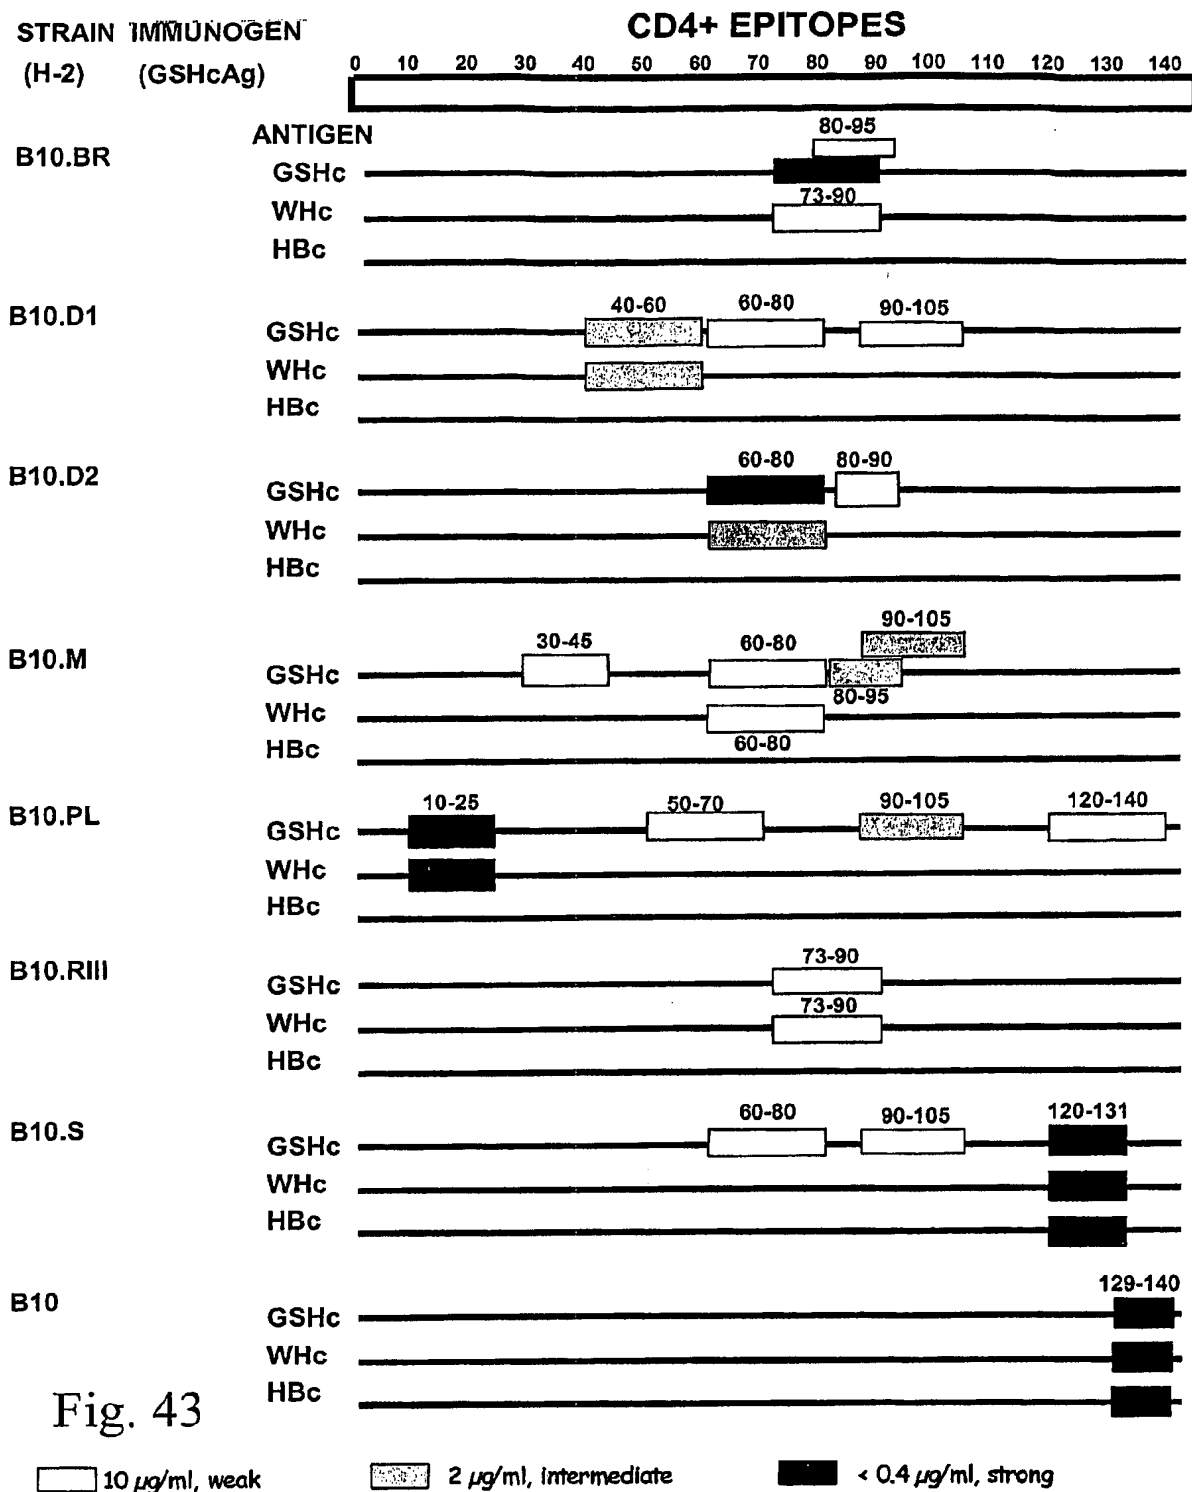 STRAIN IMMUNOGEN CD4+ EPITOPES
(H-2) (GSHcAg) 0 10 20 30 40 50 60 70 80 90 100 110 120 130 140
ANTIGEN
B10.BR
80-95
GSHc
WHc 73-90
HBc
B10.D1
40-60 60-80 90-105
GSHc
WHc
HBc
B10.D2
60-80 80-90
GSHc
WHc
HBc
B10.M
90-105
30-45 60-80
GSHc
80-95
WHc
60-80
HBc
B10.PL
10-25 50-70 90-105 120-140
GSHc
WHc
HBc
B10.RIII
73-90
GSHc
73-90
WHc
HBc
B10.S
60-80 90-105 120-131
GSHc
WHc
HBc
B10
129-140
GSHc
WHc
HBc
Fig. 43
10 µg/ml, weak 2 µg/ml, intermediate < 0.4 µg/ml, strong